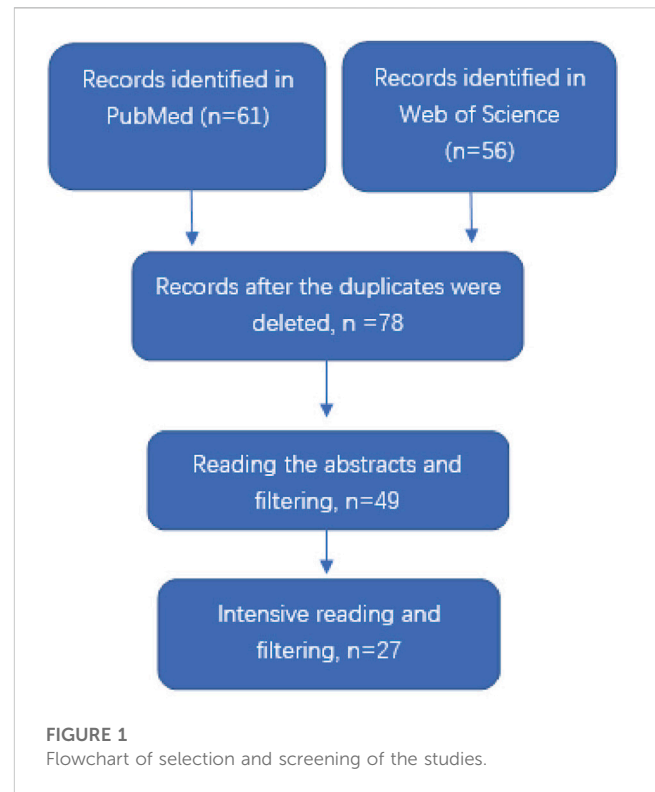 Records identified in
PubMed (n=61)
Records identified in
Web of Science
(n=56)
Records after the duplicates were
deleted, n =78
Reading the abstracts and
filtering, n=49
Intensive reading and
filtering, n=27
FIGURE 1
Flowchart of selection and screening of the studies.